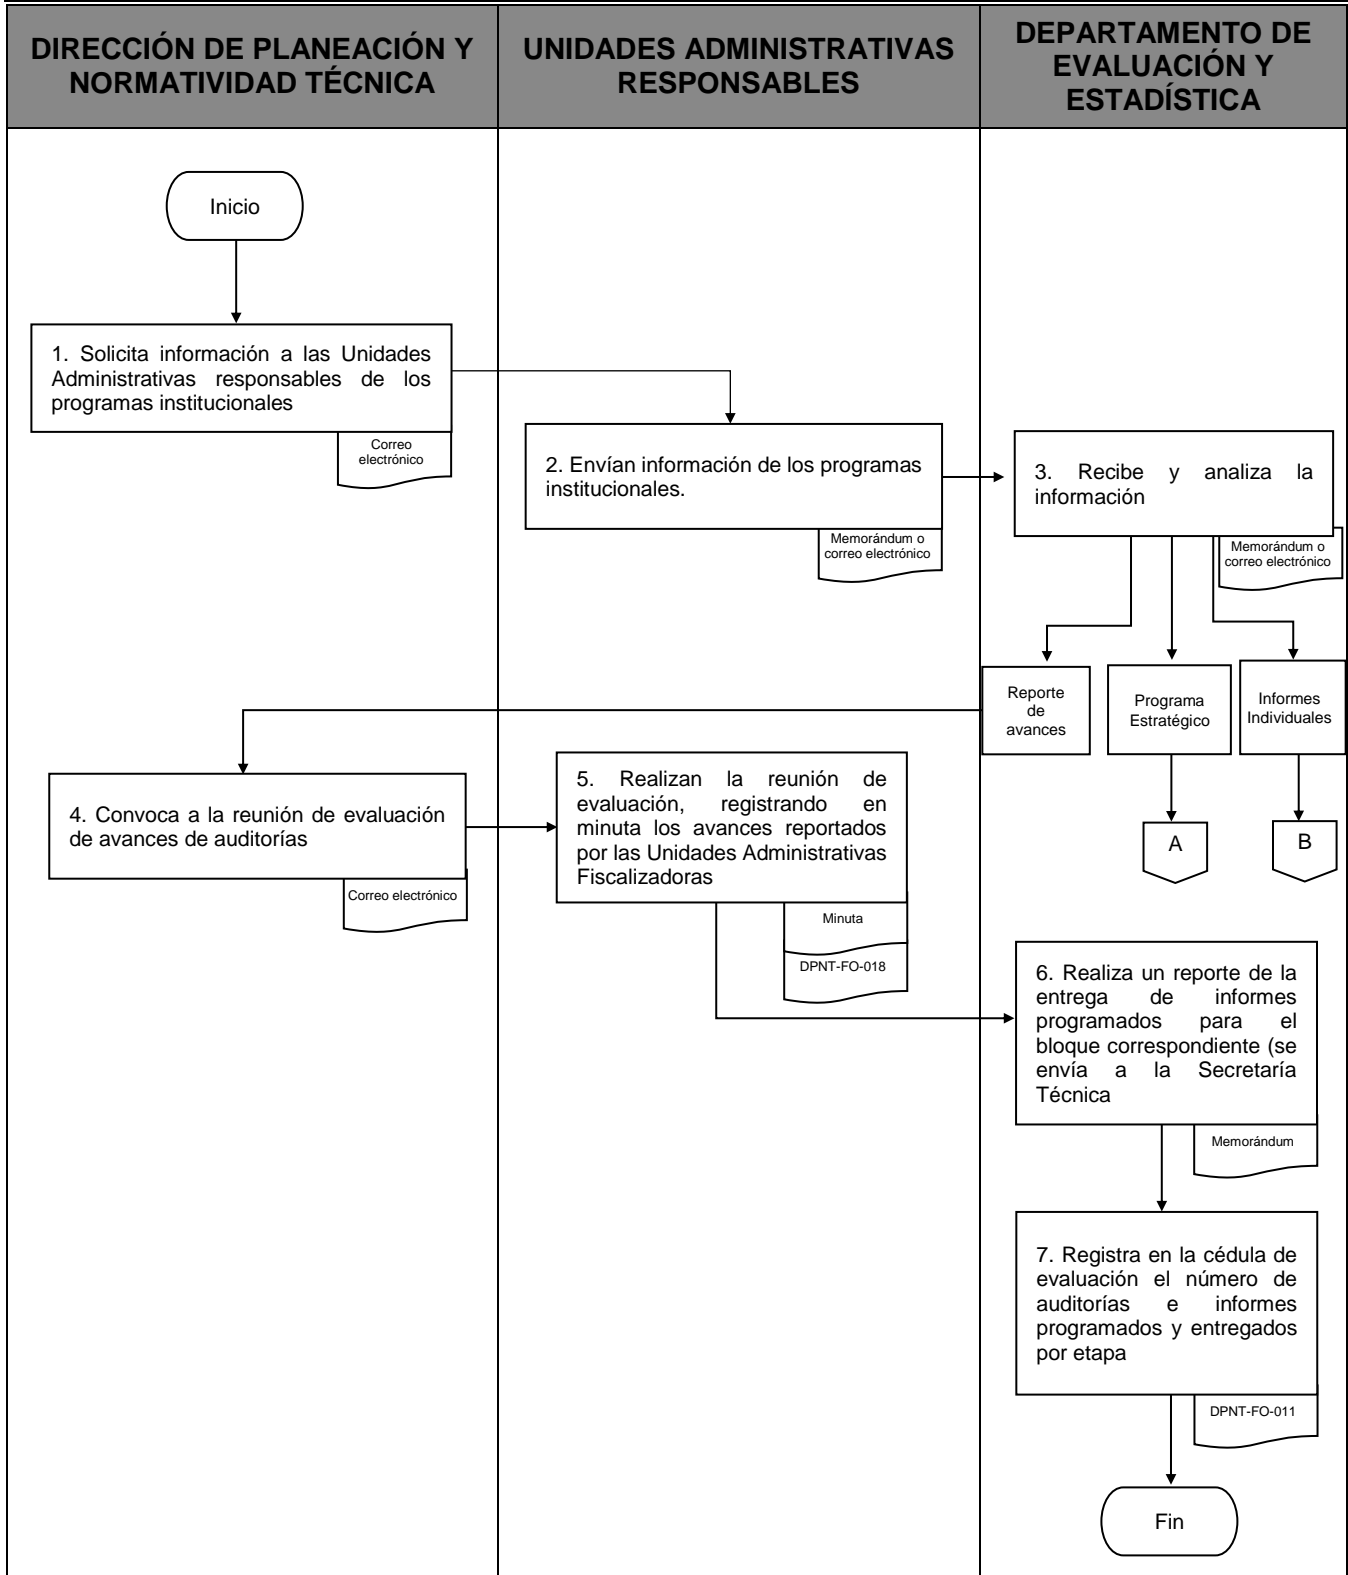 DIRECCIÓN DE PLANEACIÓN Y
NORMATIVIDAD TÉCNICA
UNIDADES ADMINISTRATIVAS
RESPONSABLES
DEPARTAMENTO DE
EVALUACIÓN Y
ESTADÍSTICA
Inicio
1. Solicita información a las Unidades
Administrativas responsables de los
programas institucionales
Correo
electrónico
2. Envían información de los programas
institucionales.
Memorándum o
correo electrónico
3. Recibe y analiza la
información
Memorándum o
correo electrónico
Reporte
de
avances
Programa
Estratégico
Informes
Individuales
A
B
4. Convoca a la reunión de evaluación
de avances de auditorías
Correo electrónico
5. Realizan la reunión de
evaluación, registrando en
minuta los avances reportados
por las Unidades Administrativas
Fiscalizadoras
Minuta
DPNT-FO-018
6. Realiza un reporte de la
entrega de informes
programados para el
bloque correspondiente (se
envía a la Secretaría
Técnica
Memorándum
7. Registra en la cédula de
evaluación el número de
auditorías e informes
programados y entregados
por etapa
DPNT-FO-011
Fin